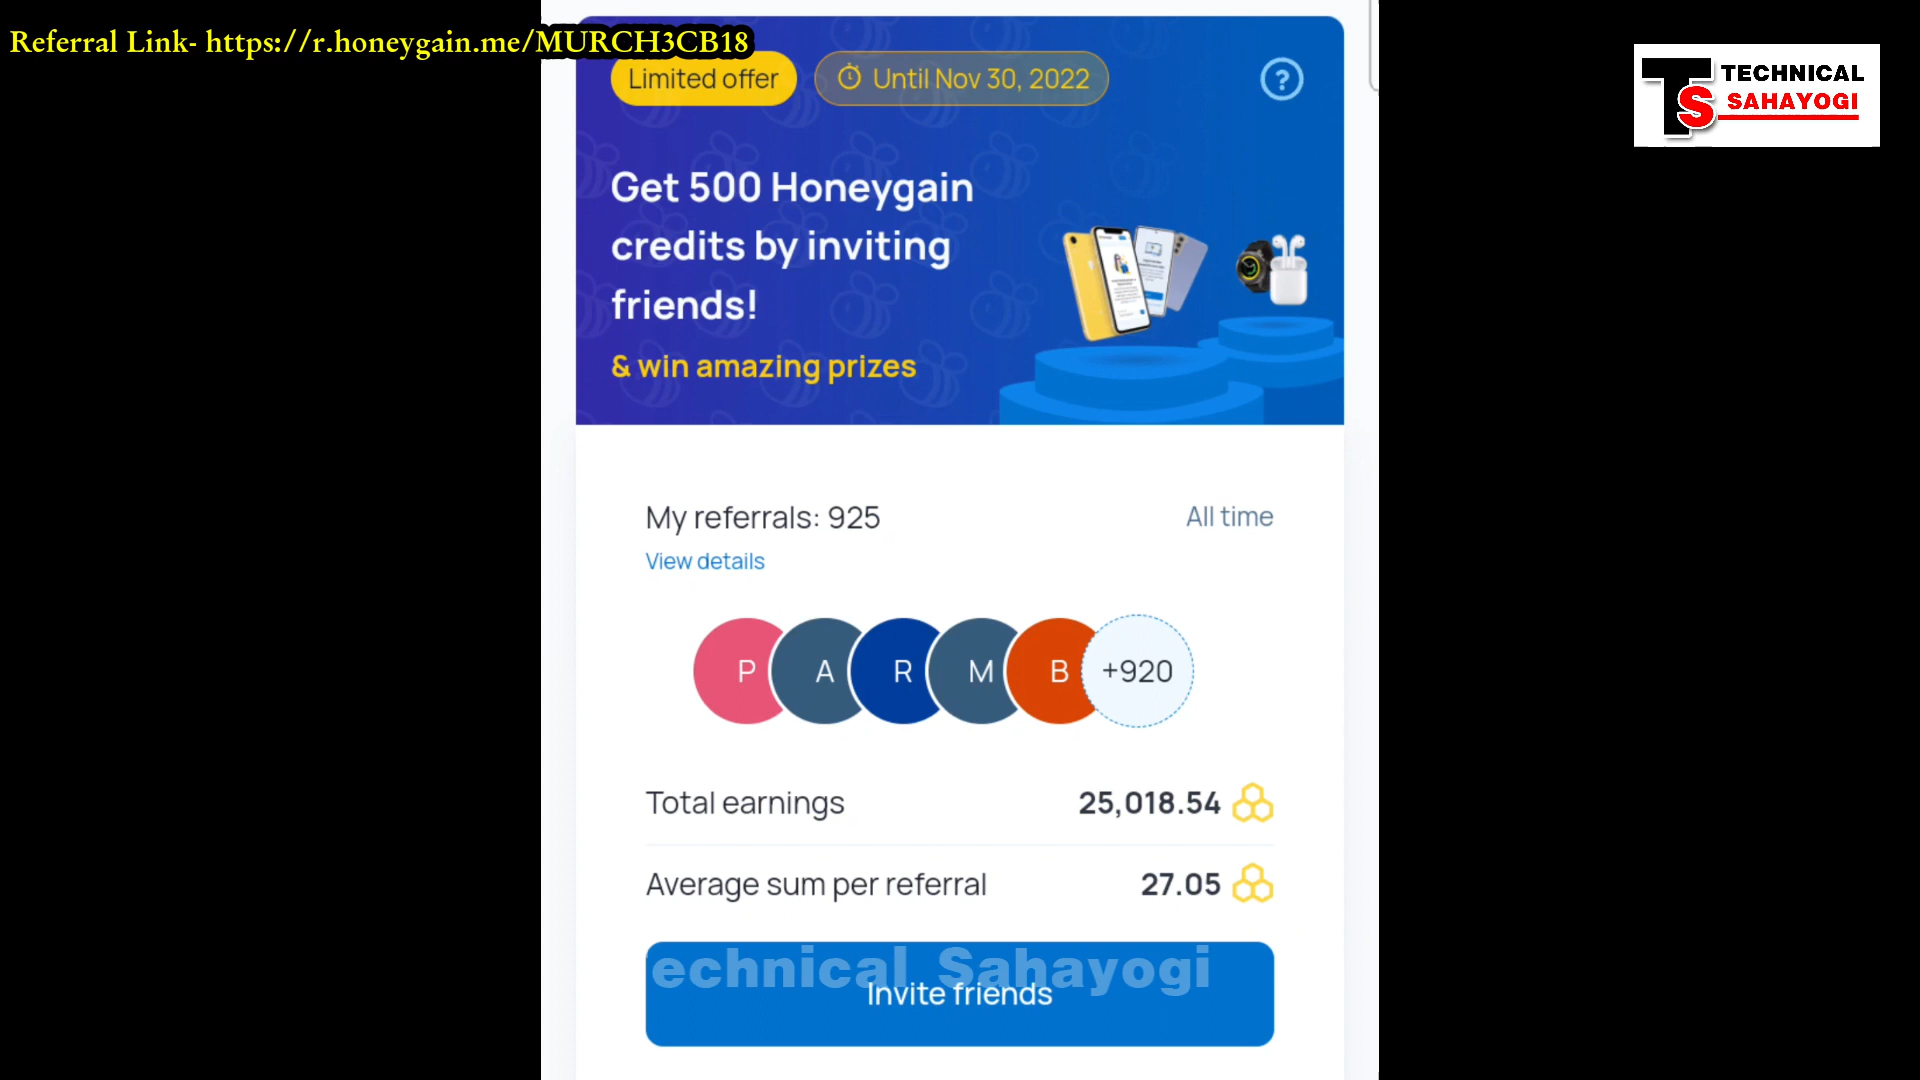 Referral Link- https://r.honeygain.me/MURCH3CB18
Limited offer
Until Nov 30, 2022
?
TECHNICAL
SAHAYOGI
TS
Get 500 Honeygain
credits by inviting
friends!
& win amazing prizes
My referrals: 925
All time
View details
P A R M B +920
Total earnings 25,018.54
Average sum per referral 27.05
echnical Sahayogi
Invite friends